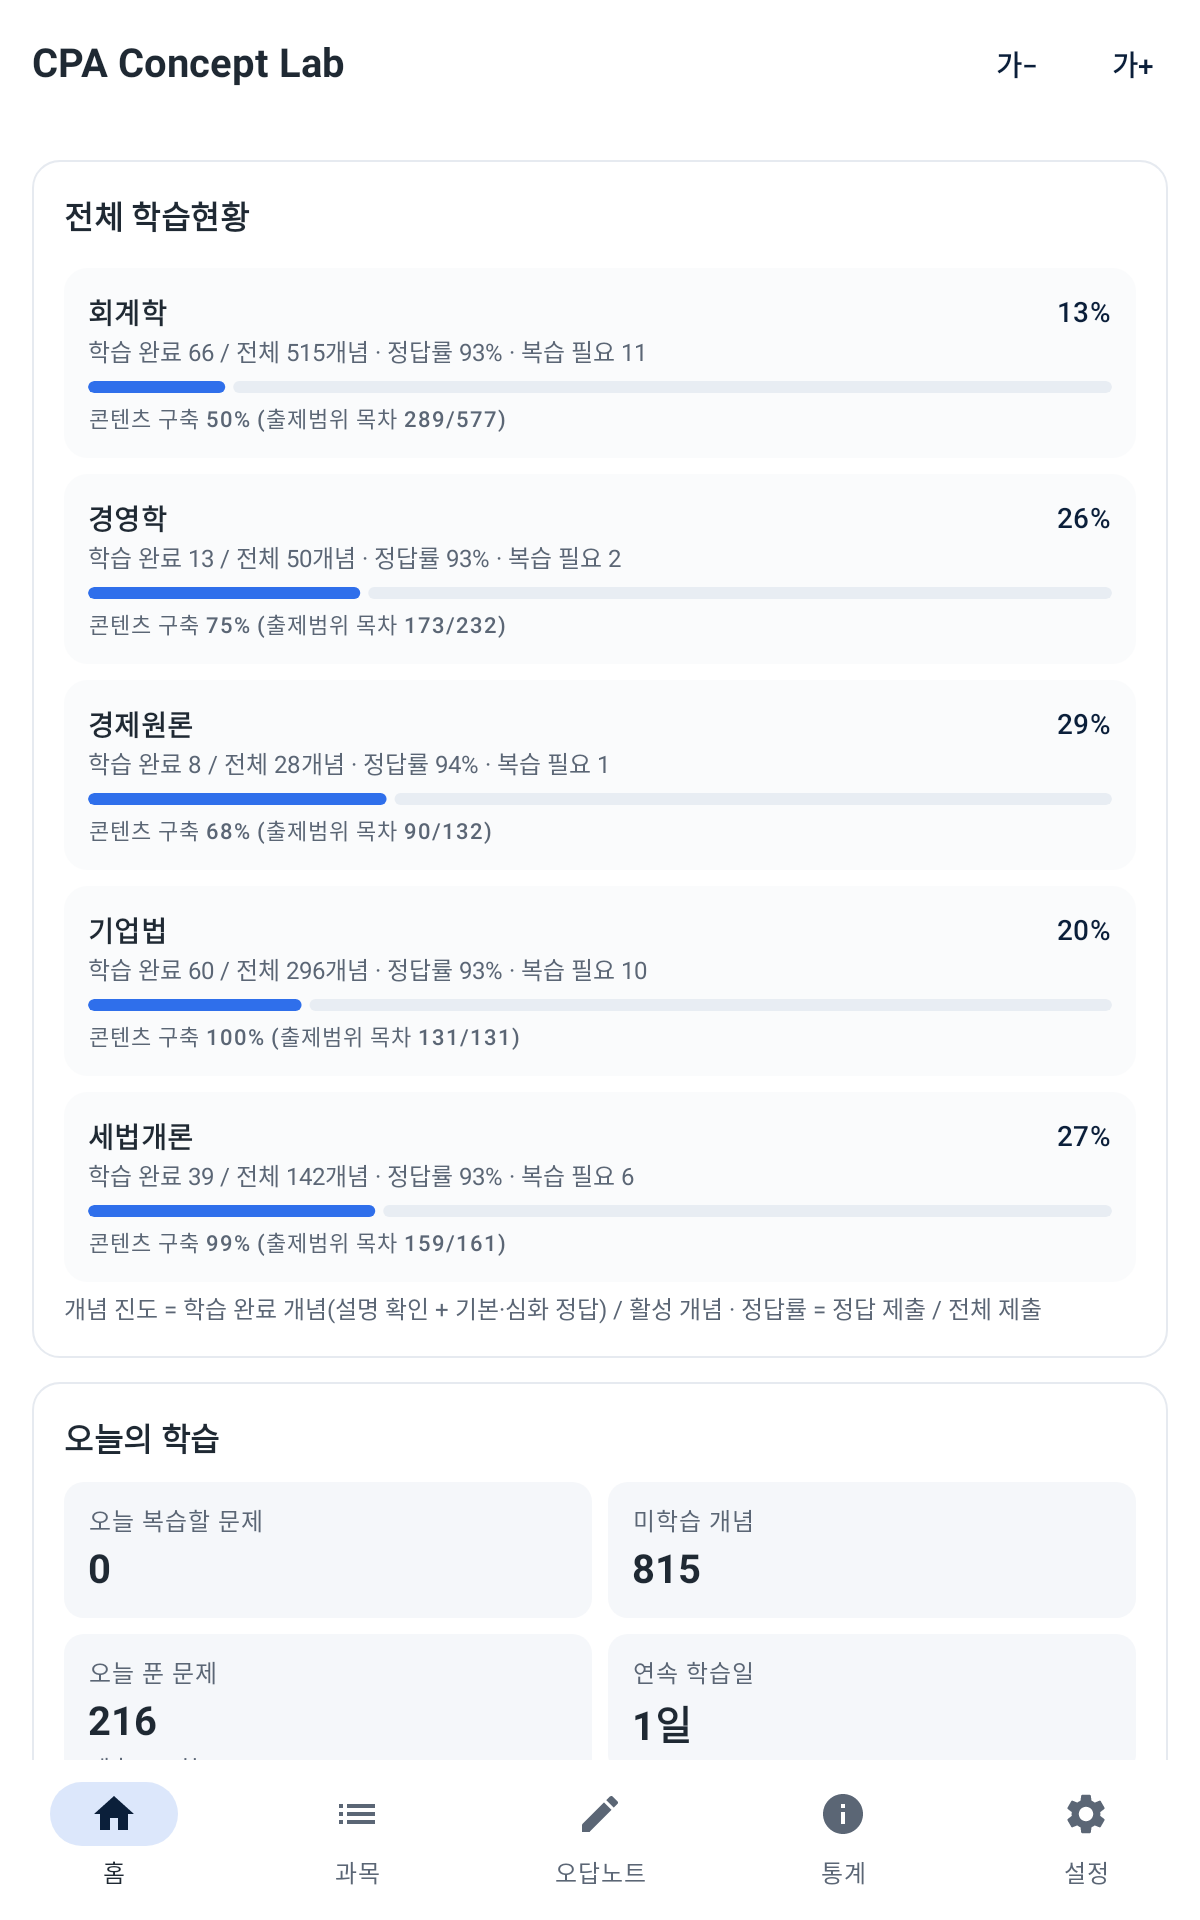 CPA Concept Lab
가- 가+
전체 학습현황
회계학 13%
학습 완료 66 / 전체 515개념 · 정답률 93% · 복습 필요 11
콘텐츠 구축 50% (출제범위 목차 289/577)
경영학 26%
학습 완료 13 / 전체 50개념 · 정답률 93% · 복습 필요 2
콘텐츠 구축 75% (출제범위 목차 173/232)
경제원론 29%
학습 완료 8 / 전체 28개념 · 정답률 94% · 복습 필요 1
콘텐츠 구축 68% (출제범위 목차 90/132)
기업법 20%
학습 완료 60 / 전체 296개념 · 정답률 93% · 복습 필요 10
콘텐츠 구축 100% (출제범위 목차 131/131)
세법개론 27%
학습 완료 39 / 전체 142개념 · 정답률 93% · 복습 필요 6
콘텐츠 구축 99% (출제범위 목차 159/161)
개념 진도 = 학습 완료 개념(설명 확인 + 기본·심화 정답) / 활성 개념 · 정답률 = 정답 제출 / 전체 제출
오늘의 학습
오늘 복습할 문제
0
미학습 개념
815
오늘 푼 문제
216
연속 학습일
1일
홈
과목
오답노트
통계
설정